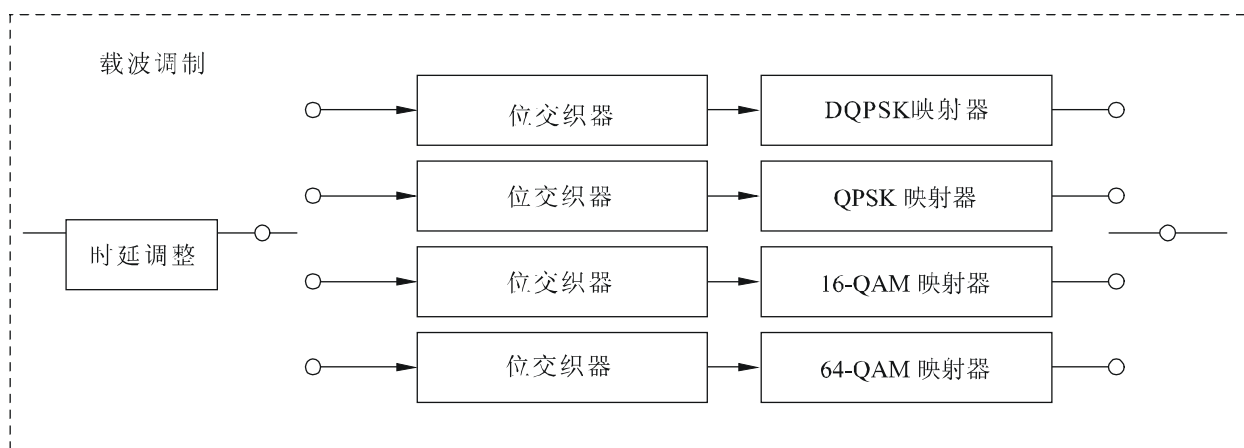 载波调制
位交织器
DQPSK映射器
位交织器
QPSK 映射器
时延调整
位交织器
16-QAM 映射器
位交织器
64-QAM 映射器